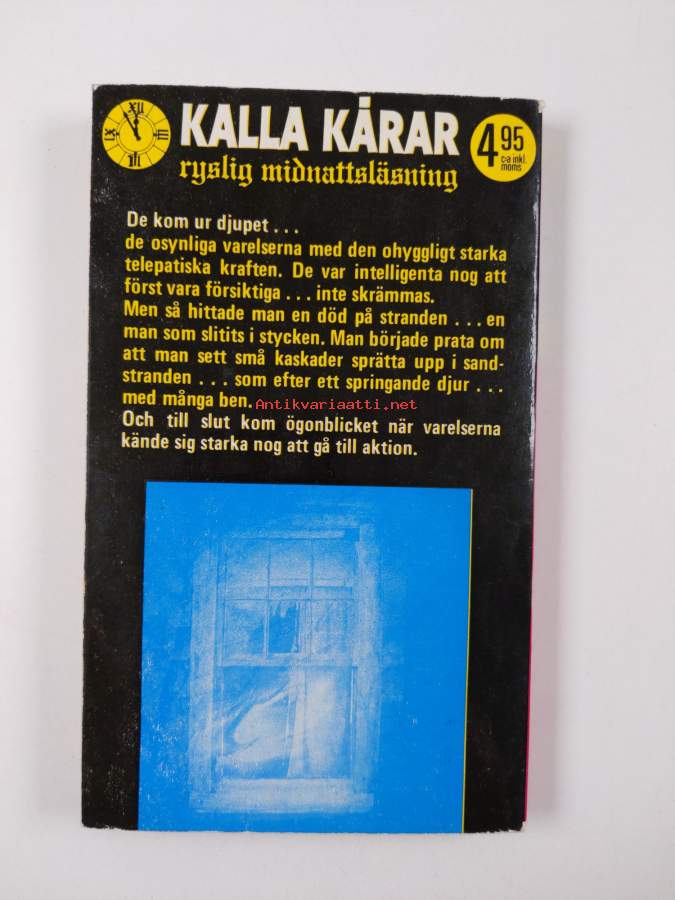 XII
III
IX
KALLA KÅRAR
4 95
c:a inkl.
moms
ryslig midnattsläsning
De kom ur djupet . . .
de osynliga varelserna med den ohyggligt starka
telepatiska kraften. De var intelligenta nog att
först vara försiktiga . . . inte skrämmas.
Men så hittade man en död på stranden . . . en
man som slitits i stycken. Man började prata om
att man sett små kaskader sprätta upp i sand-
stranden . . . som efter ett springande djur . . .
med många ben.
Antikvariaatti.net
Och till slut kom ögonblicket när varelserna
kände sig starka nog att gå till aktion.